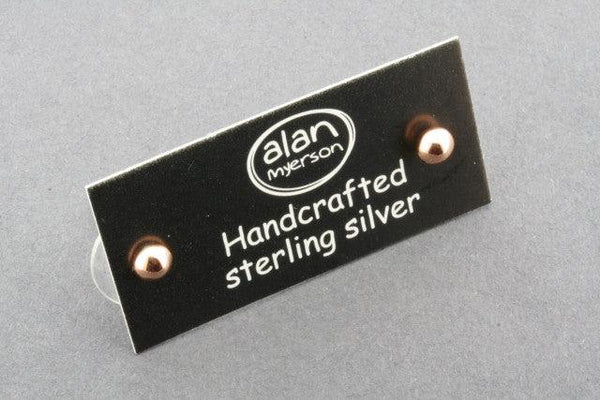 alan
myerson
Handcrafted
sterling silver